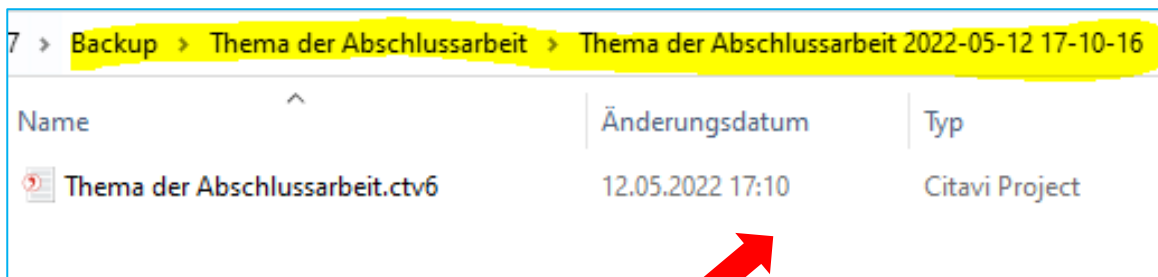 7 > Backup > Thema der Abschlussarbeit > Thema der Abschlussarbeit 2022-05-12 17-10-16
Name Änderungsdatum Typ
Thema der Abschlussarbeit.ctv6 12.05.2022 17:10 Citavi Project